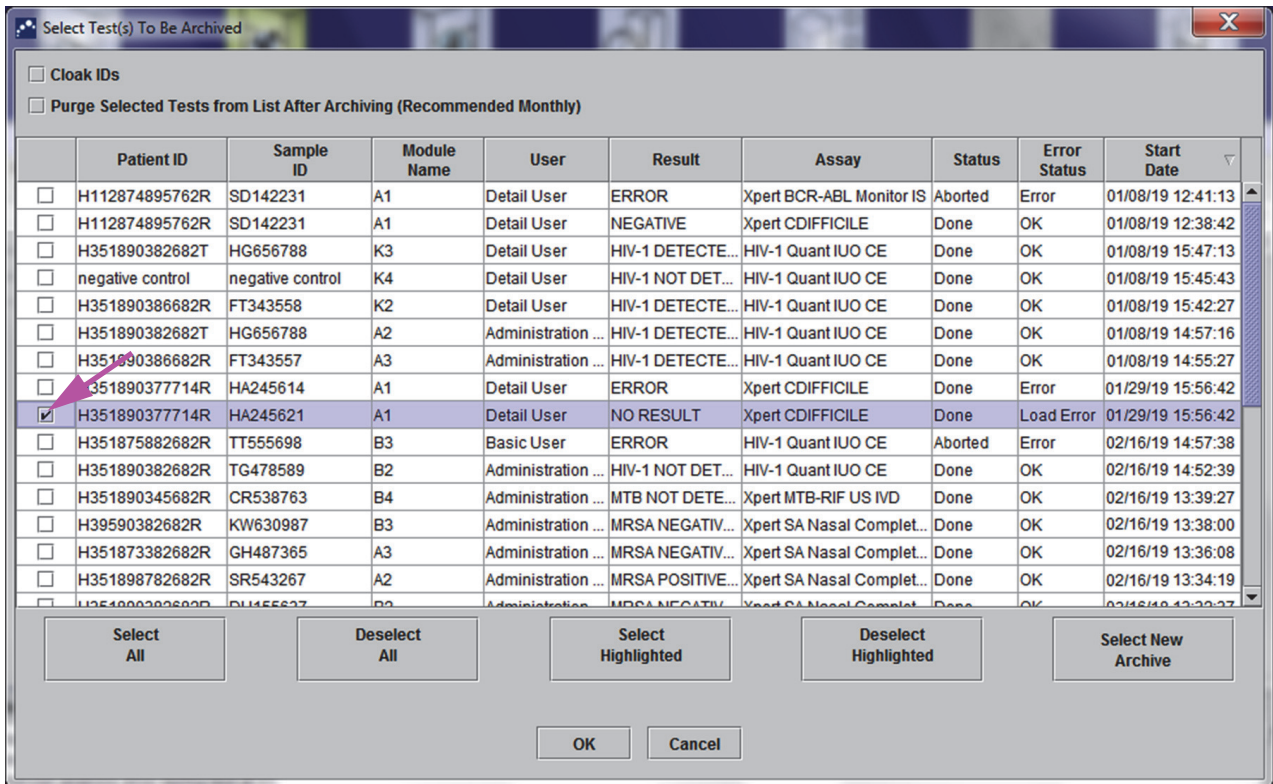 Select Test(s) To Be Archived
Cloak IDs
Purge Selected Tests from List After Archiving (Recommended Monthly)
Patient ID Sample ID Module Name User Result Assay Status Error Status Start Date
H112874895762R SD142231 A1 Detail User ERROR Xpert BCR-ABL Monitor IS Aborted Error 01/08/19 12:41:13
H112874895762R SD142231 A1 Detail User NEGATIVE Xpert CDIFFICILE Done OK 01/08/19 12:38:42
H351890382682T HG656788 K3 Detail User HIV-1 DETECTE... HIV-1 Quant IUO CE Done OK 01/08/19 15:47:13
negative control negative control K4 Detail User HIV-1 NOT DET... HIV-1 Quant IUO CE Done OK 01/08/19 15:45:43
H351890386682R FT343558 K2 Detail User HIV-1 DETECTE... HIV-1 Quant IUO CE Done OK 01/08/19 15:42:27
H351890382682T HG656788 A2 Administration ... HIV-1 DETECTE... HIV-1 Quant IUO CE Done OK 01/08/19 14:57:16
H351890386682R FT343557 A3 Administration ... HIV-1 DETECTE... HIV-1 Quant IUO CE Done OK 01/08/19 14:55:27
H351890377714R HA245614 A1 Detail User ERROR Xpert CDIFFICILE Done Error 01/29/19 15:56:42
H351890377714R HA245621 A1 Detail User NO RESULT Xpert CDIFFICILE Done Load Error 01/29/19 15:56:42
H351875882682R TT555698 B3 Basic User ERROR HIV-1 Quant IUO CE Aborted Error 02/16/19 14:57:38
H351890382682R TG478589 B2 Administration ... HIV-1 NOT DET... HIV-1 Quant IUO CE Done OK 02/16/19 14:52:39
H351890345682R CR538763 B4 Administration ... MTB NOT DETE... Xpert MTB-RIF US IVD Done OK 02/16/19 13:39:27
H39590382682R KW630987 B3 Administration ... MRSA NEGATIV... Xpert SA Nasal Complet... Done OK 02/16/19 13:38:00
H351873382682R GH487365 A3 Administration ... MRSA NEGATIV... Xpert SA Nasal Complet... Done OK 02/16/19 13:36:08
H351898782682R SR543267 A2 Administration ... MRSA POSITIVE... Xpert SA Nasal Complet... Done OK 02/16/19 13:34:19
Select All Deselect All Select Highlighted Deselect Highlighted Select New Archive
OK Cancel